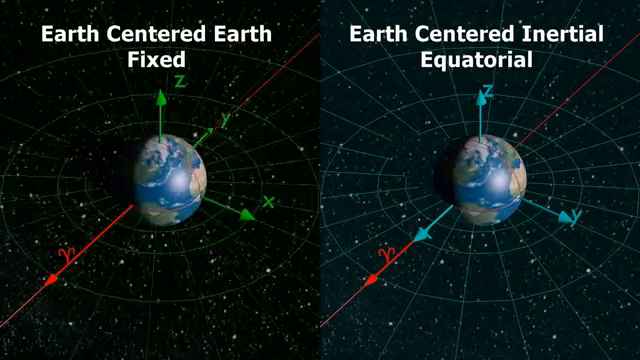 Earth Centered Earth
Fixed
Z
y
x
♈
Earth Centered Inertial
Equatorial
Z
y
♈